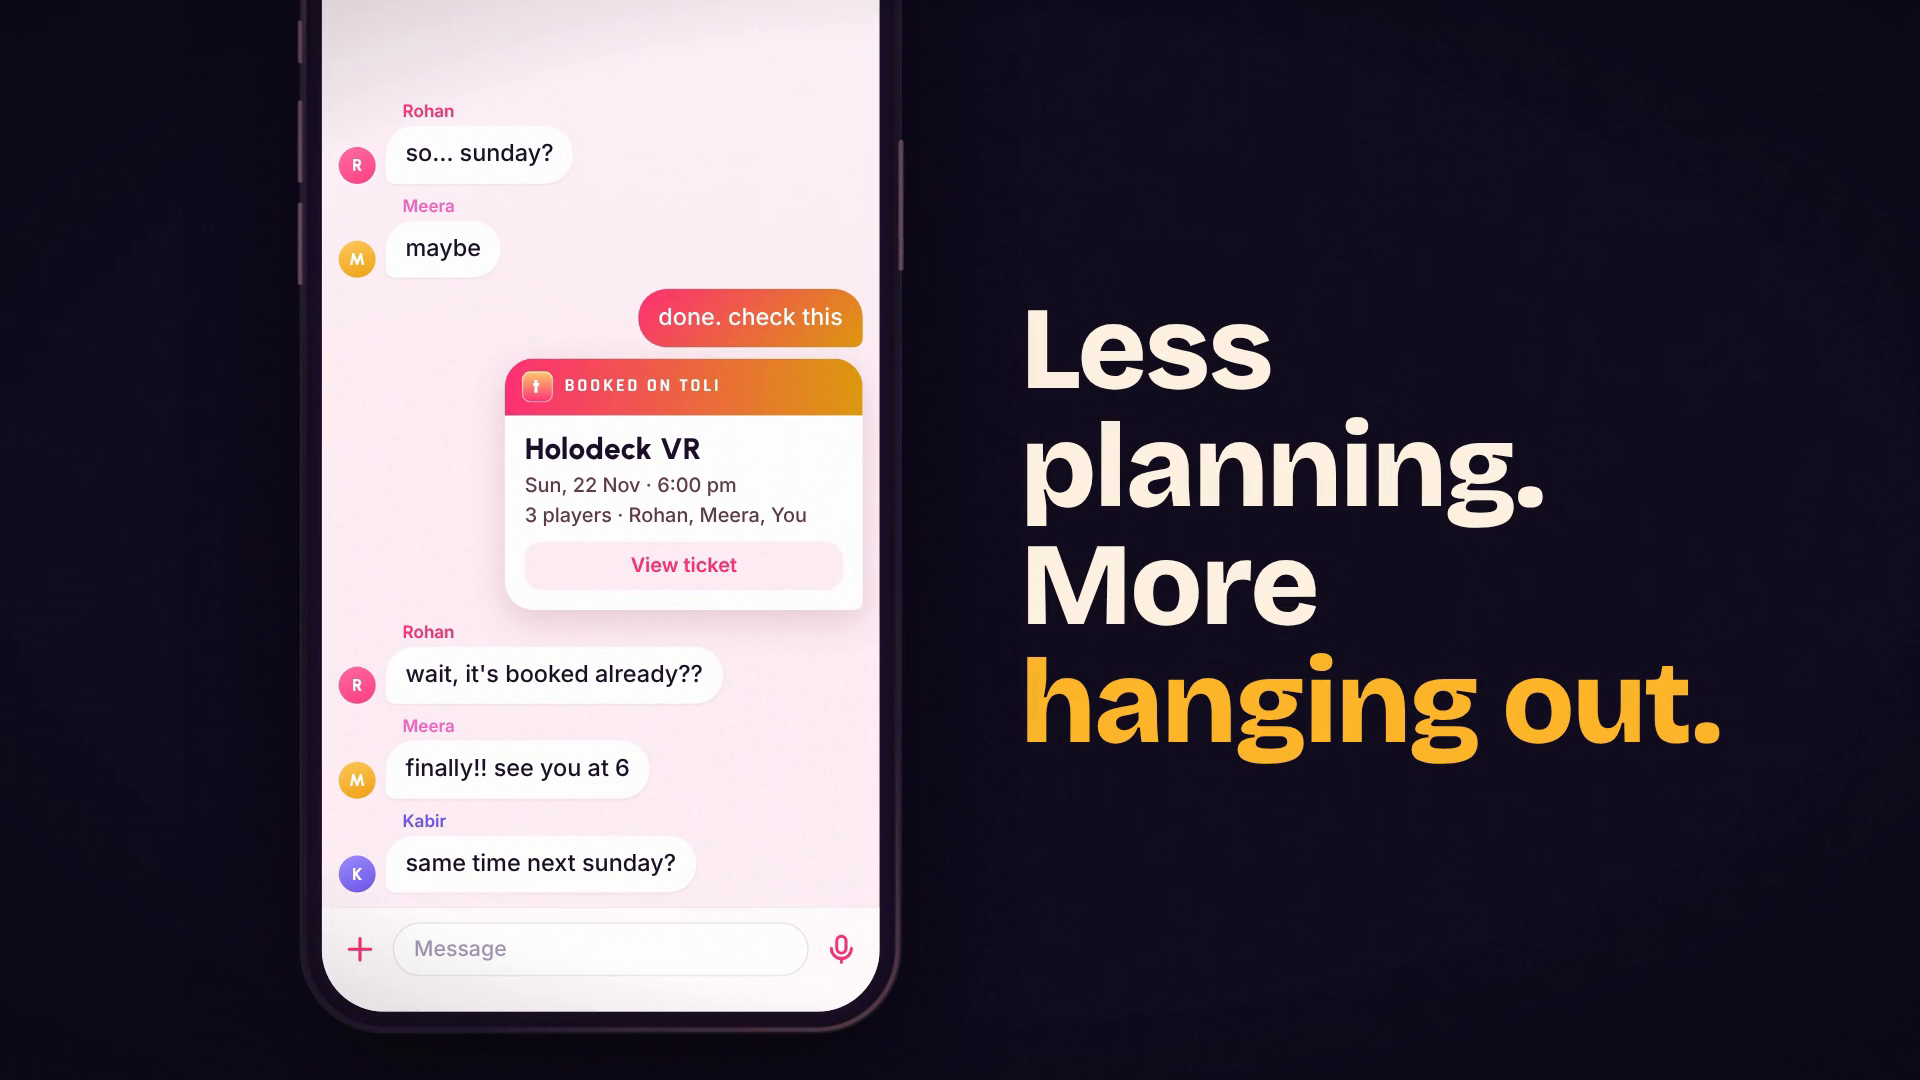 Rohan
so... sunday?
R
Meera
maybe
M
done. check this
t BOOKED ON TOLI
Holodeck VR
Sun, 22 Nov · 6:00 pm
3 players · Rohan, Meera, You
View ticket
Rohan
wait, it's booked already??
R
Meera
finally!! see you at 6
M
Kabir
same time next sunday?
K
Message
Less
planning.
More
hanging out.